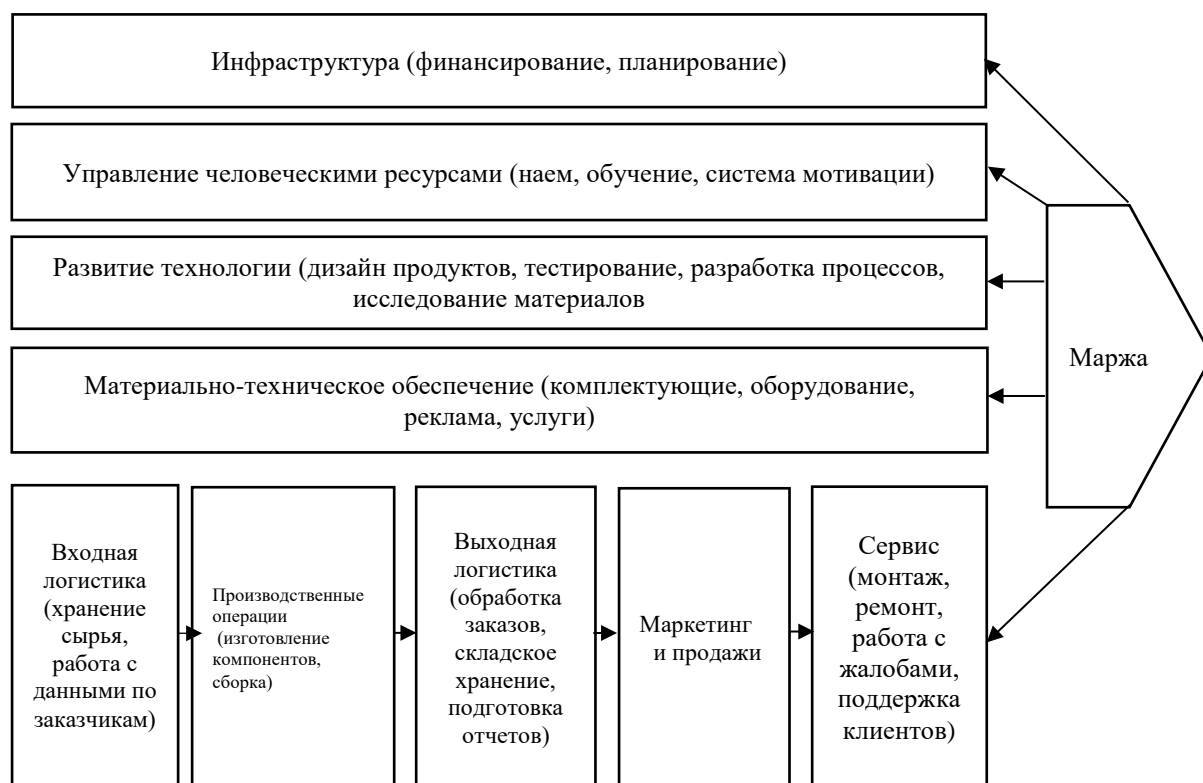 Инфраструктура (финансирование, планирование)
Управление человеческими ресурсами (наем, обучение, система мотивации)
Развитие технологии (дизайн продуктов, тестирование, разработка процессов,
исследование материалов
Материально-техническое обеспечение (комплектующие, оборудование,
реклама, услуги)
Маржа
Входная
логистика
(хранение
сырья,
работа с
данными по
заказчикам)
Производственные
операции
(изготовление
компонентов,
сборка)
Выходная
логистика
(обработка
заказов,
складское
хранение,
подготовка
отчетов)
Маркетинг
и продажи
Сервис
(монтаж,
ремонт,
работа с
жалобами,
поддержка
клиентов)